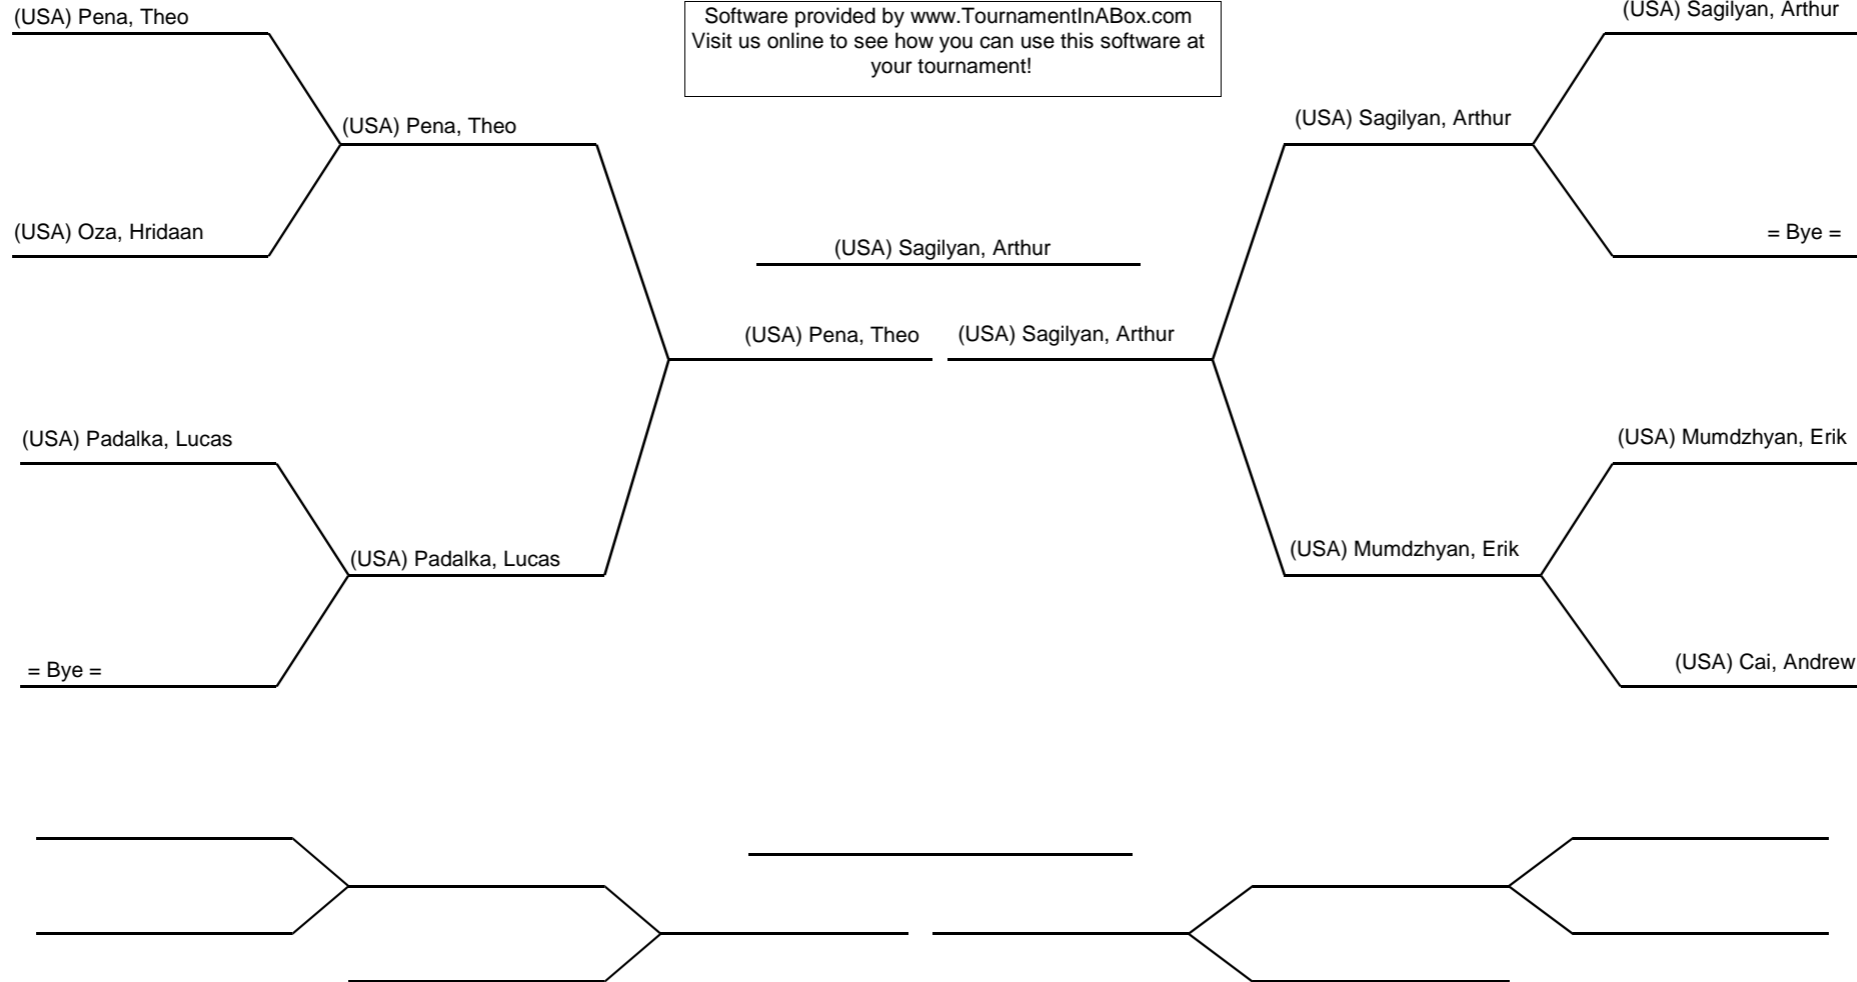 (USA) Pena, Theo
Software provided by www.TournamentInABox.com
Visit us online to see how you can use this software at
your tournament!
(USA) Sagilyan, Arthur
(USA) Pena, Theo
(USA) Sagilyan, Arthur
(USA) Oza, Hridaan
(USA) Sagilyan, Arthur
= Bye =
(USA) Pena, Theo
(USA) Sagilyan, Arthur
(USA) Padalka, Lucas
(USA) Mumdzhyan, Erik
(USA) Padalka, Lucas
(USA) Mumdzhyan, Erik
= Bye =
(USA) Cai, Andrew